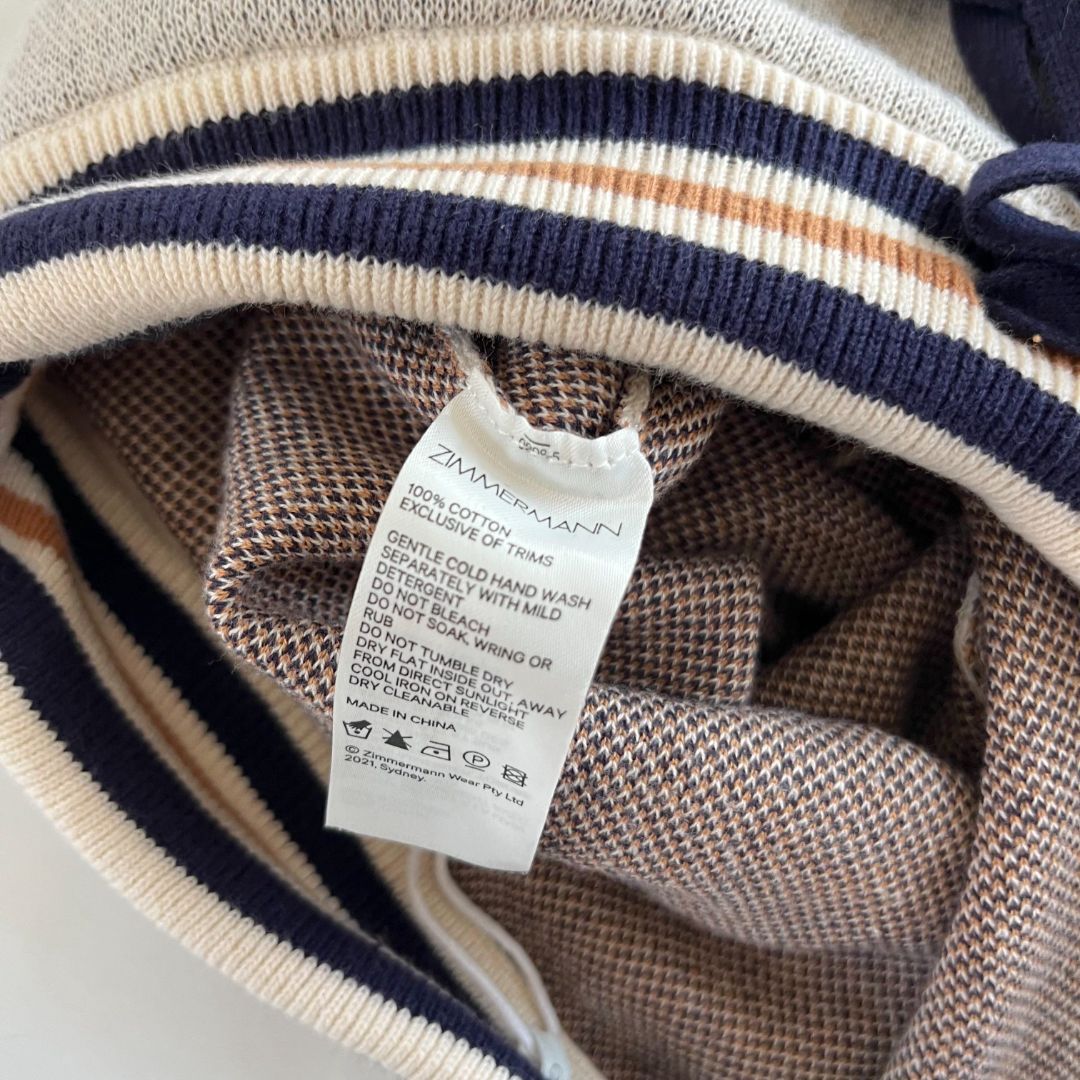 ZIMMERMANN
100% COTTON
EXCLUSIVE OF TRIMS
GENTLE COLD HAND WASH
SEPARATELY WITH MILD
DETERGENT
DO NOT BLEACH
DO NOT SOAK, WRING OR
RUB
DO NOT TUMBLE DRY
DRY FLAT INSIDE OUT, AWAY
FROM DIRECT SUNLIGHT
COOL IRON ON REVERSE
DRY CLEANABLE
MADE IN CHINA
P
© Zimmermann Wear Pty Ltd
2021, Sydney.